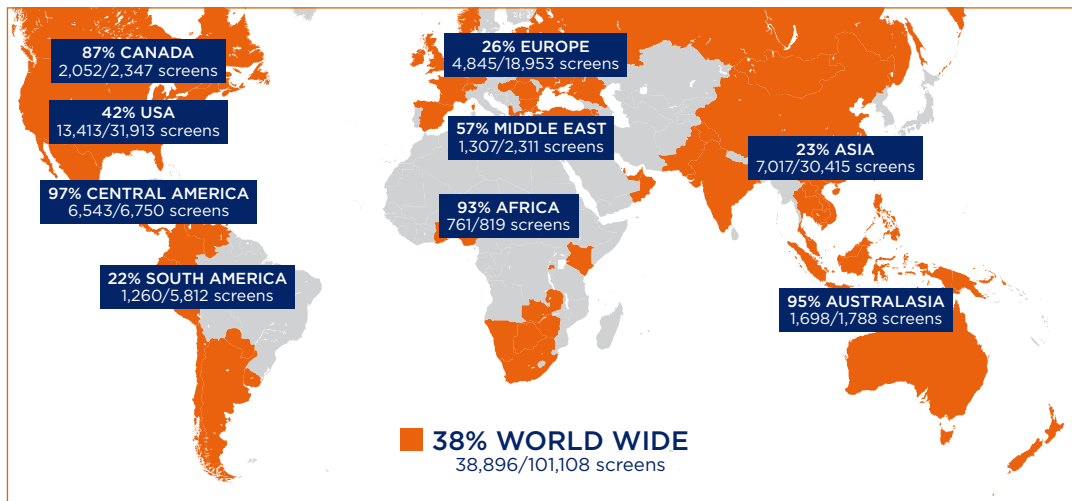 87% CANADA
2,052/2,347 screens
26% EUROPE
4,845/18,953 screens
42% USA
13,413/31,913 screens
57% MIDDLE EAST
1,307/2,311 screens
23% ASIA
7,017/30,415 screens
97% CENTRAL AMERICA
6,543/6,750 screens
93% AFRICA
761/819 screens
22% SOUTH AMERICA
1,260/5,812 screens
95% AUSTRALASIA
1,698/1,788 screens
38% WORLD WIDE
38,896/101,108 screens